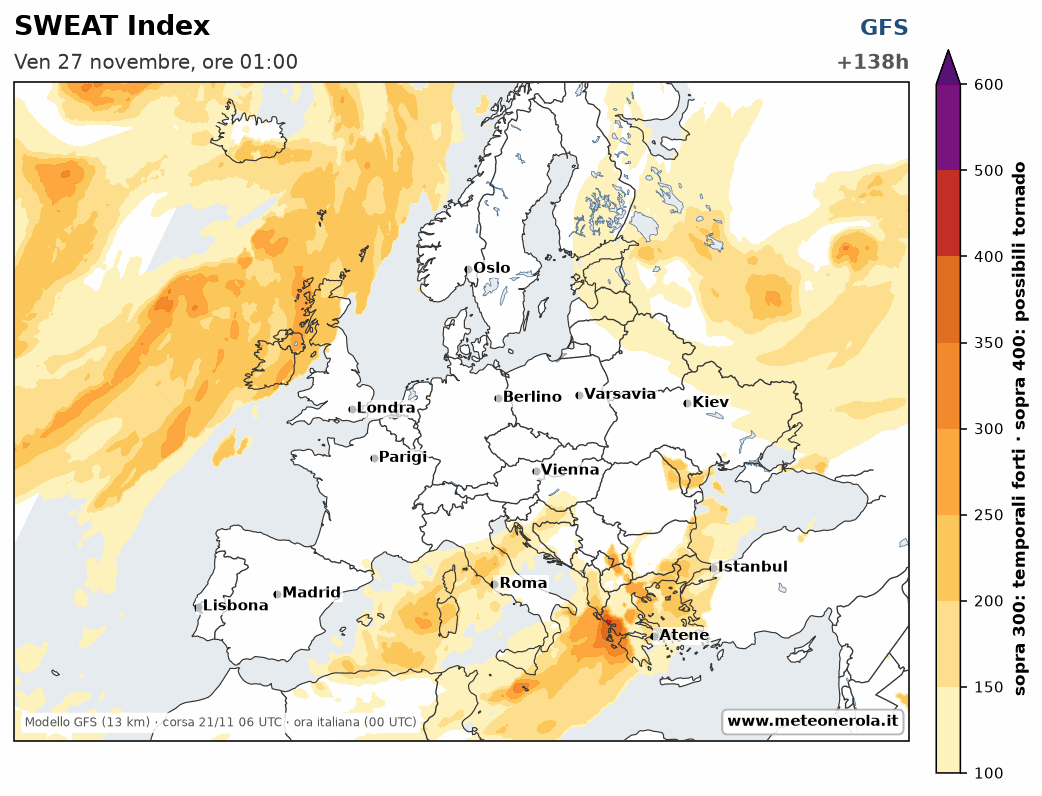 SWEAT Index
GFS
Ven 27 novembre, ore 01:00
+138h
600
500
400
350
300
250
200
150
100
sopra 300: temporali forti · sopra 400: possibili tornado
Oslo
Londra
Berlino
Varsavia
Kiev
Parigi
Vienna
Istanbul
Roma
Madrid
Lisbona
Atene
Modello GFS (13 km) · corsa 21/11 06 UTC · ora italiana (00 UTC)
www.meteonerola.it